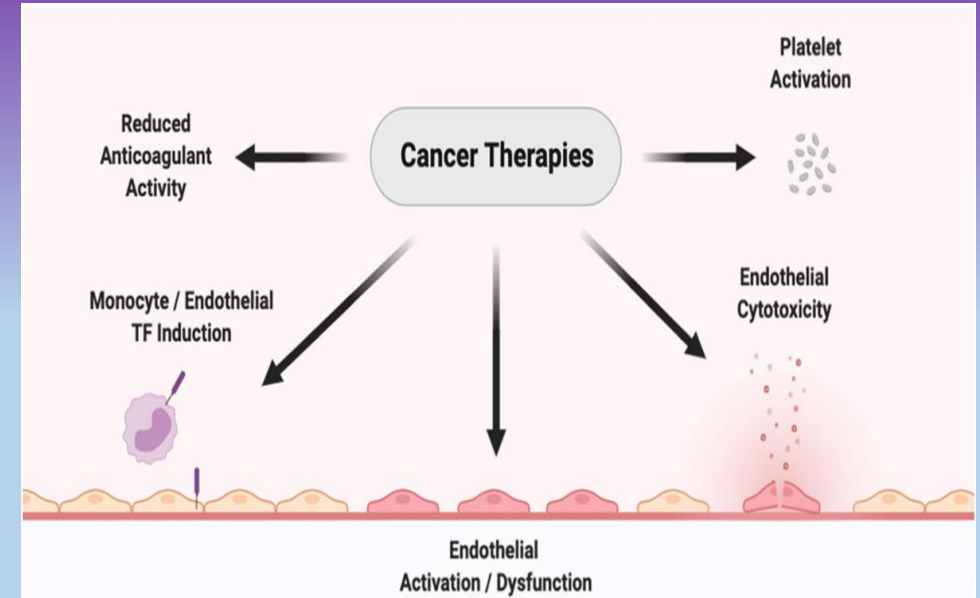 Platelet
Activation
Reduced
Anticoagulant
Activity
Cancer Therapies
Monocyte / Endothelial
TF Induction
Endothelial
Cytotoxicity
Endothelial
Activation / Dysfunction